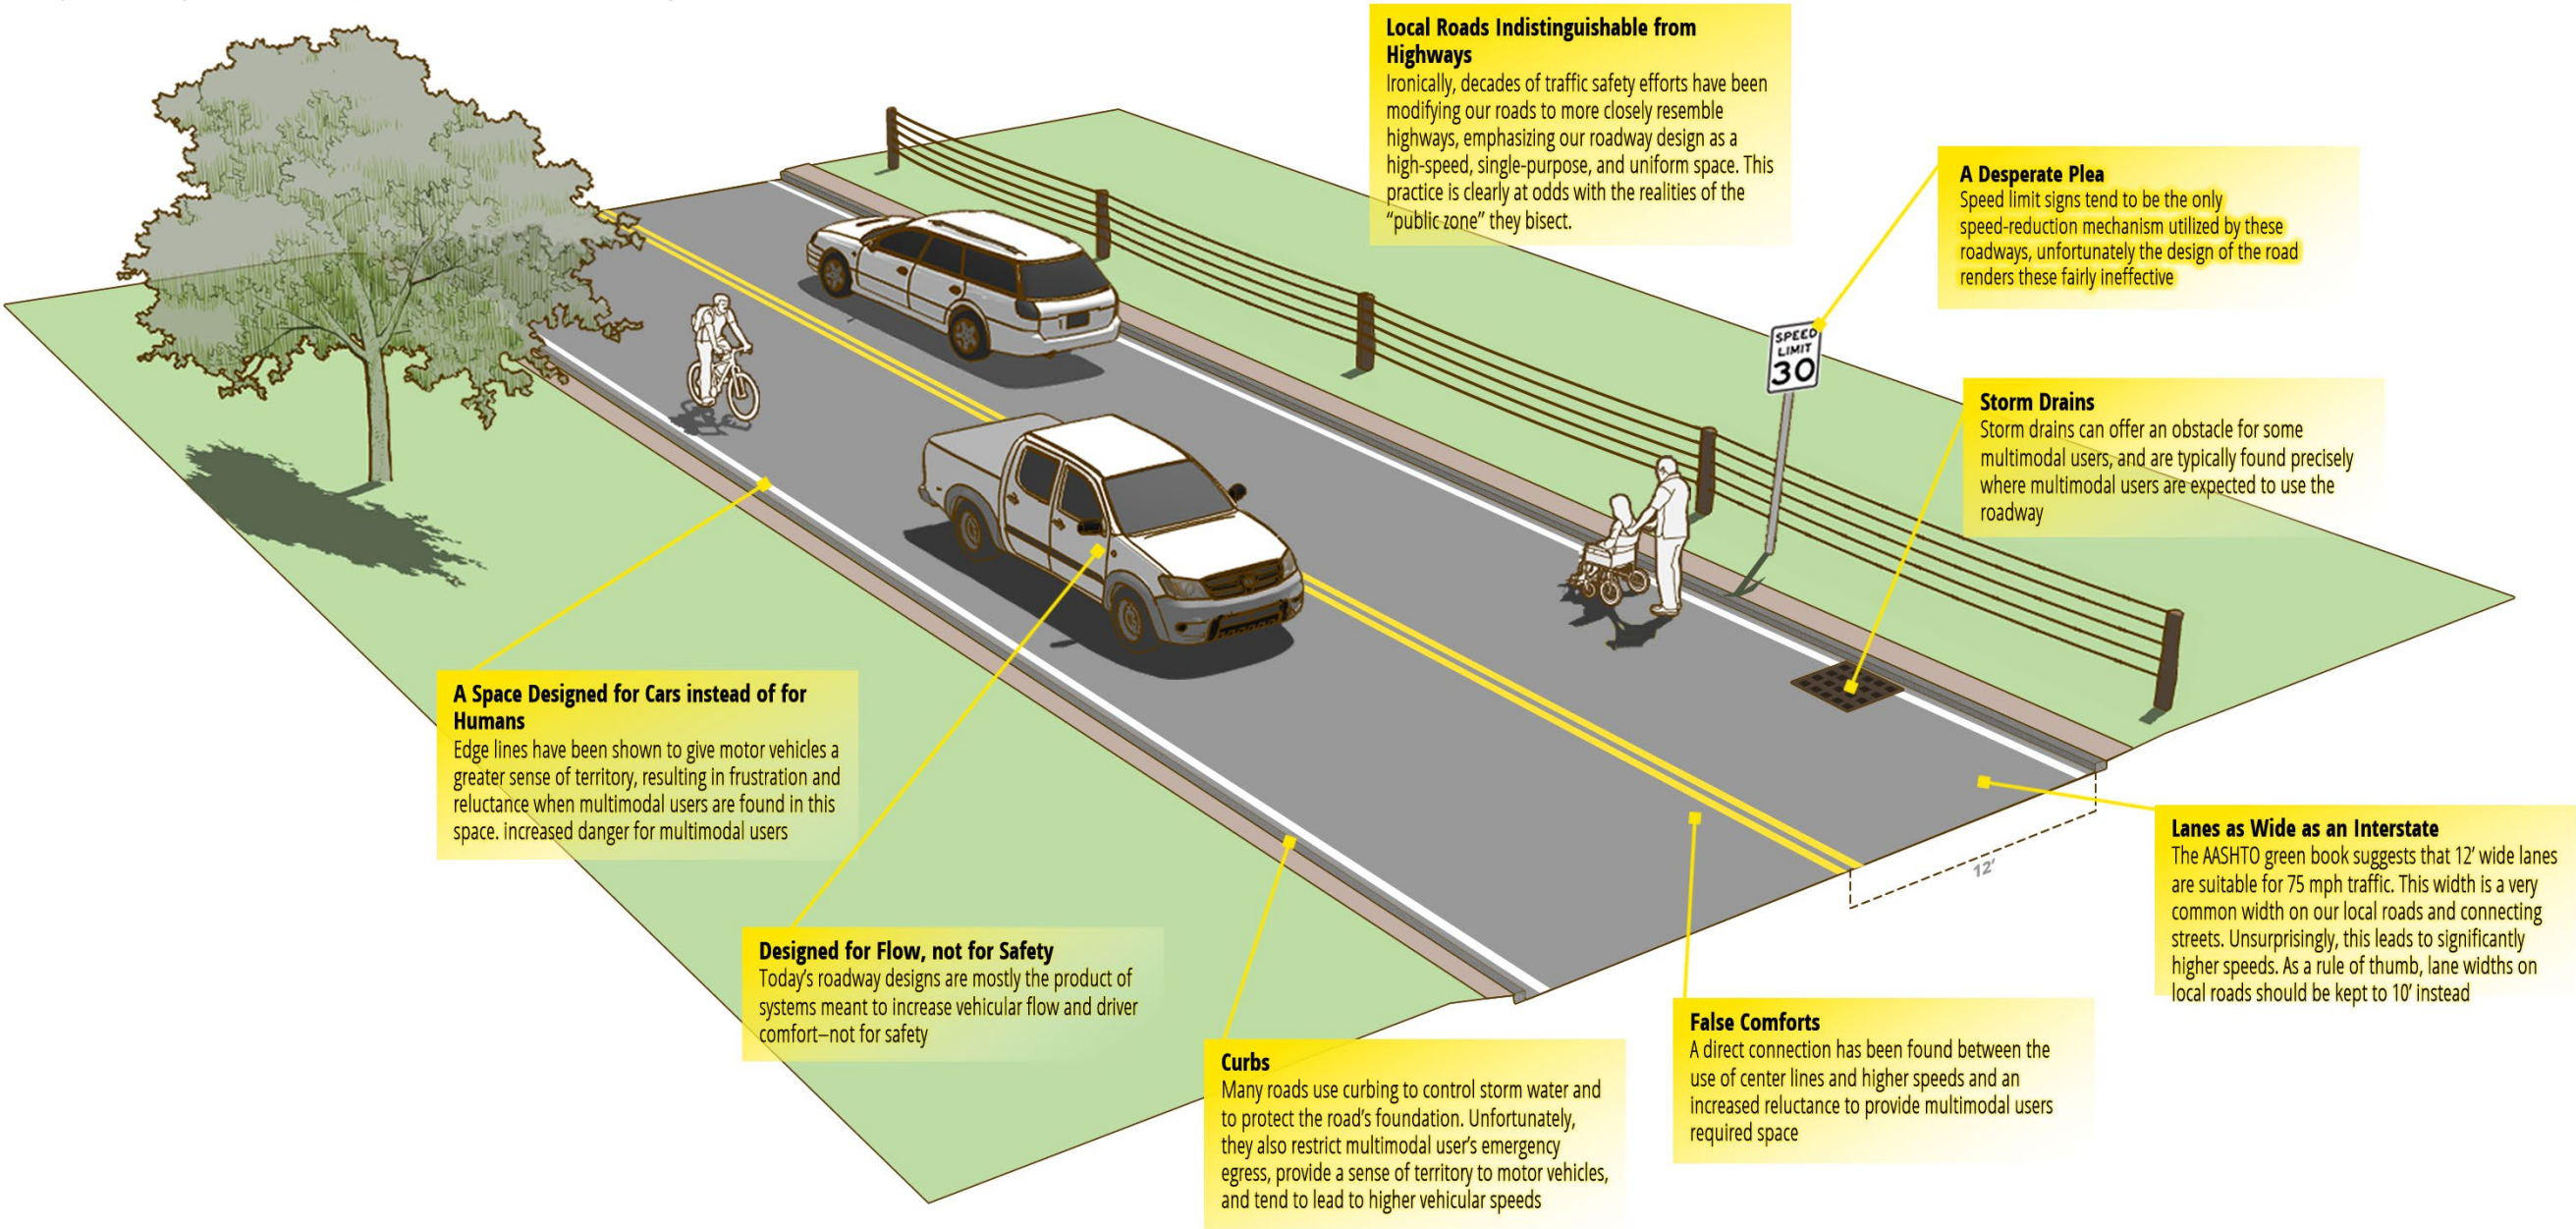 Local Roads Indistinguishable from
Highways
Ironically, decades of traffic safety efforts have been
modifying our roads to more closely resemble
highways, emphasizing our roadway design as a
high-speed, single-purpose, and uniform space. This
practice is clearly at odds with the realities of the
“public zone” they bisect.
A Desperate Plea
Speed limit signs tend to be the only
speed-reduction mechanism utilized by these
roadways, unfortunately the design of the road
renders these fairly ineffective
SPEED
LIMIT
30
Storm Drains
Storm drains can offer an obstacle for some
multimodal users, and are typically found precisely
where multimodal users are expected to use the
roadway
A Space Designed for Cars instead of for
Humans
Edge lines have been shown to give motor vehicles a
greater sense of territory, resulting in frustration and
reluctance when multimodal users are found in this
space. increased danger for multimodal users
Lanes as Wide as an Interstate
The AASHTO green book suggests that 12’ wide lanes
are suitable for 75 mph traffic. This width is a very
common width on our local roads and connecting
streets. Unsurprisingly, this leads to significantly
higher speeds. As a rule of thumb, lane widths on
local roads should be kept to 10’ instead
12’
Designed for Flow, not for Safety
Today’s roadway designs are mostly the product of
systems meant to increase vehicular flow and driver
comfort–not for safety
False Comforts
A direct connection has been found between the
use of center lines and higher speeds and an
increased reluctance to provide multimodal users
required space
Curbs
Many roads use curbing to control storm water and
to protect the road’s foundation. Unfortunately,
they also restrict multimodal user’s emergency
egress, provide a sense of territory to motor vehicles,
and tend to lead to higher vehicular speeds